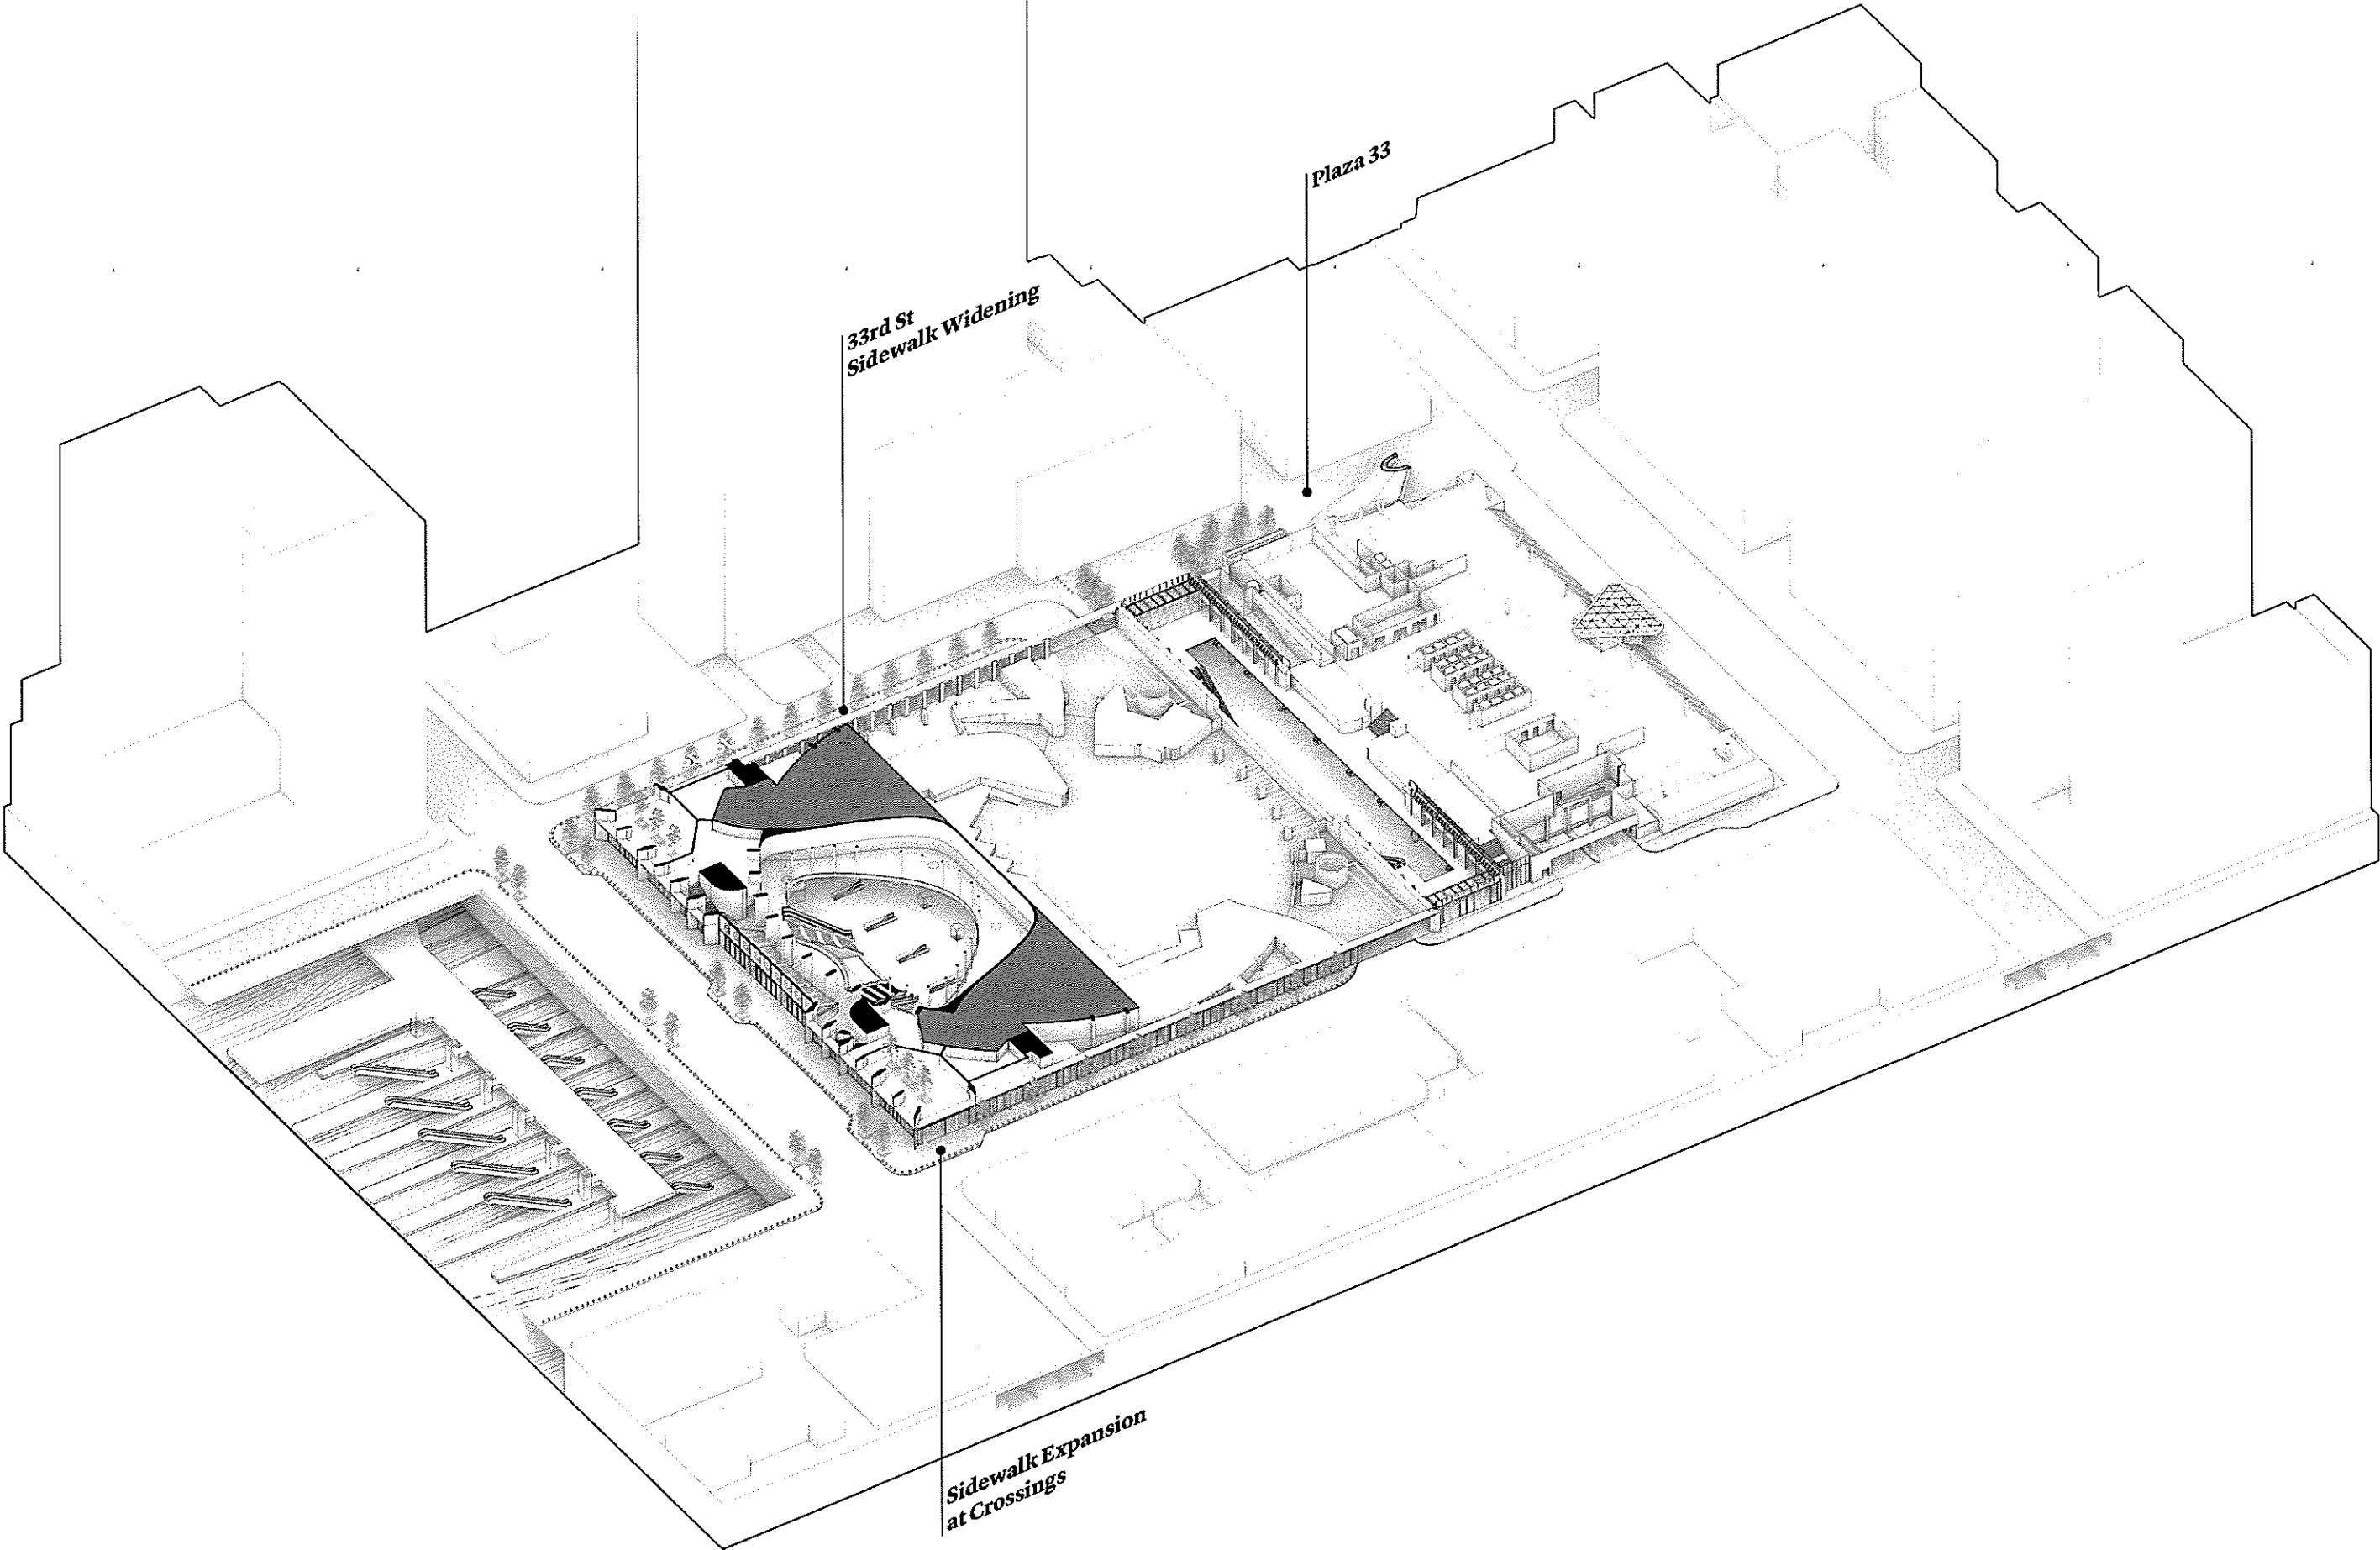 Plaza 33
33rd St
Sidewalk Widening
Sidewalk Expansion
at Crossings